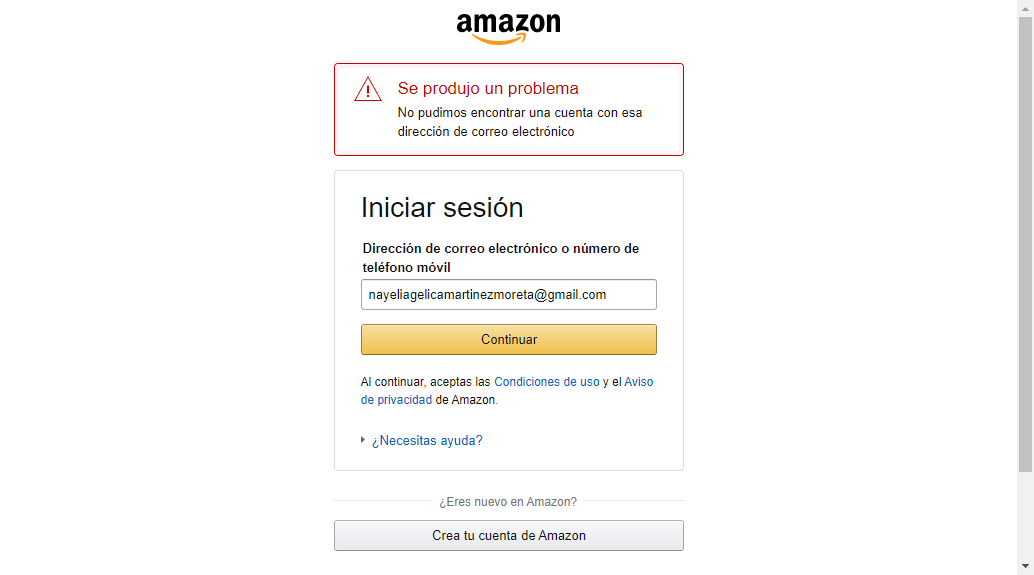 amazon
Se produjo un problema
No pudimos encontrar una cuenta con esa
dirección de correo electrónico
Iniciar sesión
Dirección de correo electrónico o número de
teléfono móvil
nayeliagelicamartinezmoreta@gmail.com
Continuar
Al continuar, aceptas las Condiciones de uso y el Aviso
de privacidad de Amazon.
¿Necesitas ayuda?
¿Eres nuevo en Amazon?
Crea tu cuenta de Amazon